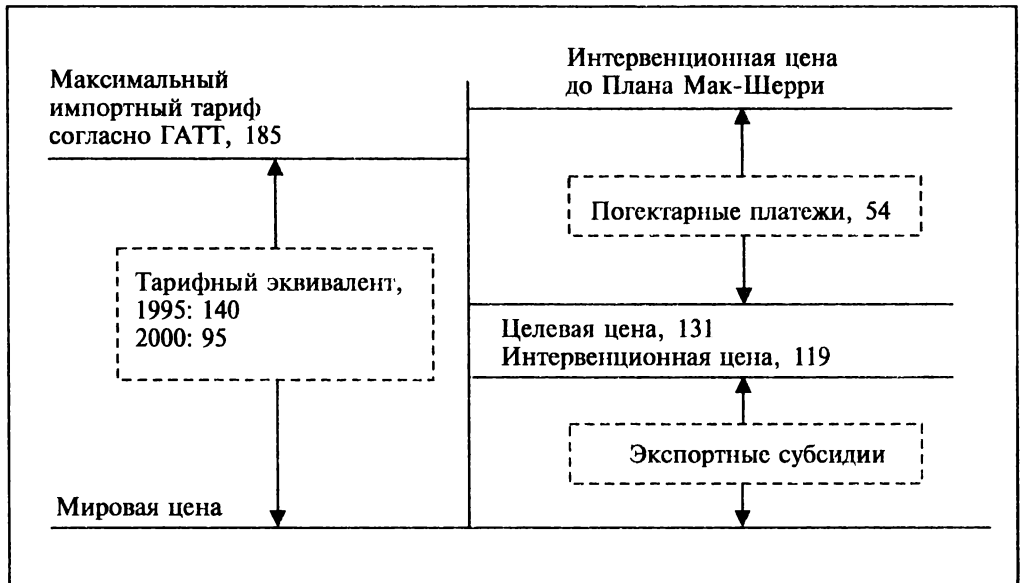 Максимальный
импортный тариф
согласно ГАТТ, 185
Интервенционная цена
до Плана Мак-Шерри
Погектарные платежи, 54
Тарифный эквивалент,
1995: 140
2000: 95
Целевая цена, 131
Интервенционная цена, 119
Экспортные субсидии
Мировая цена